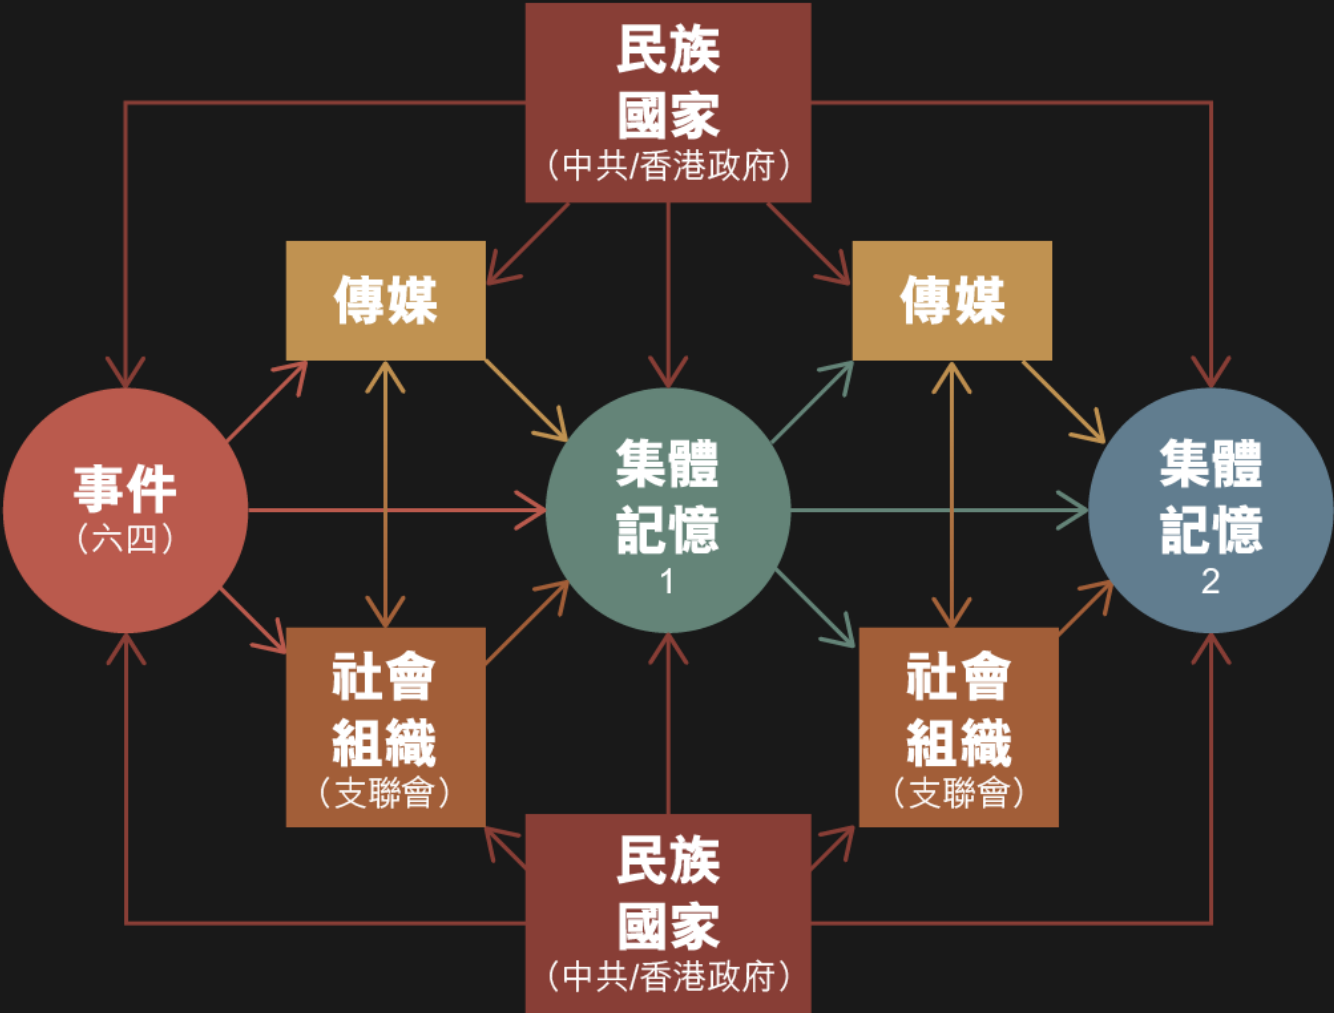 民族
國家
（中共/香港政府）
傳媒
傳媒
事件
（六四）
集體
記憶
1
集體
記憶
2
社會
組織
（支聯會）
社會
組織
（支聯會）
民族
國家
（中共/香港政府）